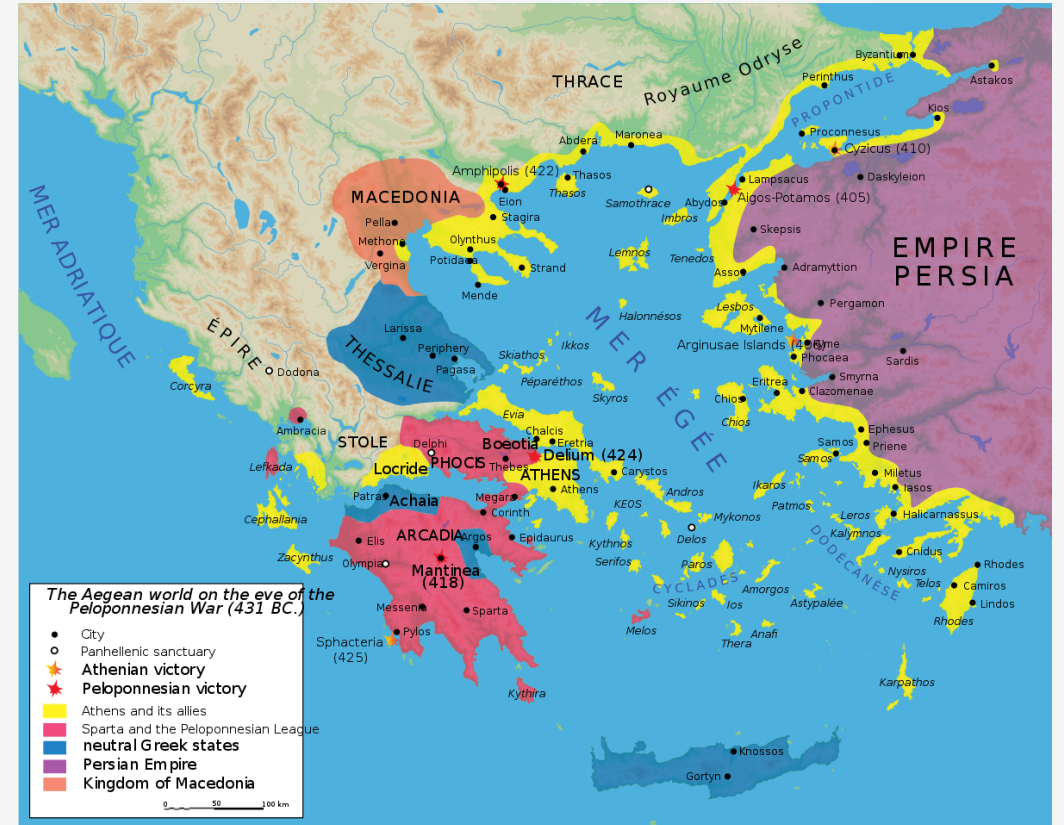 THRACE
Royaume Odryse
Byzantium
Astakos
Perinthus
PROPONTIDE
Kios
Proconnesus
Cyzicus (410)
Abdera
Maronea
Amphipolis (422)
Eion
Thasos
Thasos
Samothrace
Lampsacus
Aigos-Potamos (405)
Daskyleion
Abydos
Imbros
MER ADRIATIQUE
MACEDONIA
Pella
Methone
Vergina
Stagira
Olynthus
Potidaea
Strand
Mende
Lemnos
Tenedos
Skepsis
Assos
Adramyttion
EMPIRE
PERSIA
Pergamon
Halonnésos
Lesbos
Mytilene
MER ÉGÉE
Arginusae Islands (406)
Phocaea
Sardis
Smyrna
ÉPIRE
Dodona
Corcyra
Larissa
Periphery
Pagasa
THESSALIE
Skiathos
Ikkos
Péparéthos
Skyros
Eritrea
Clazomenae
Chios
Chios
Ambracia
Lefkada
STOLE
Evia
Delphi
Boeotia
Chalcis
Eretria
Delium (424)
Locride
PHOCIS
Thebes
ATHENS
Athens
Carystos
Ephesus
Samos
Samos
Priene
Miletus
Iasos
Patras
Achaia
Megara
Corinth
Cephallania
Zacynthus
Elis
ARCADIA
Argos
Epidaurus
Olympia
Mantinea
(418)
KEOS
Andros
Mykonos
Delos
Kythnos
Serifos
Ikaros
Patmos
Leros
Kalymnos
Halicarnassus
DODÉCANÈSE
Cnidus
Nysiros
Telos
Rhodes
Camiros
Lindos
Rhodes
Paros
CYCLADES
Amorgos
Sikinos
Ios
Astypalée
Melos
Anafi
Thera
Messenia
Sparta
Pylos
Sphacteria
(425)
Kythira
Karpathos
Knossos
Gortyn
The Aegean world on the eve of the
Peloponnesian War (431 BC.)
City
Panhellenic sanctuary
Athenian victory
Peloponnesian victory
Athens and its allies
Sparta and the Peloponnesian League
neutral Greek states
Persian Empire
Kingdom of Macedonia
0 50 100 km